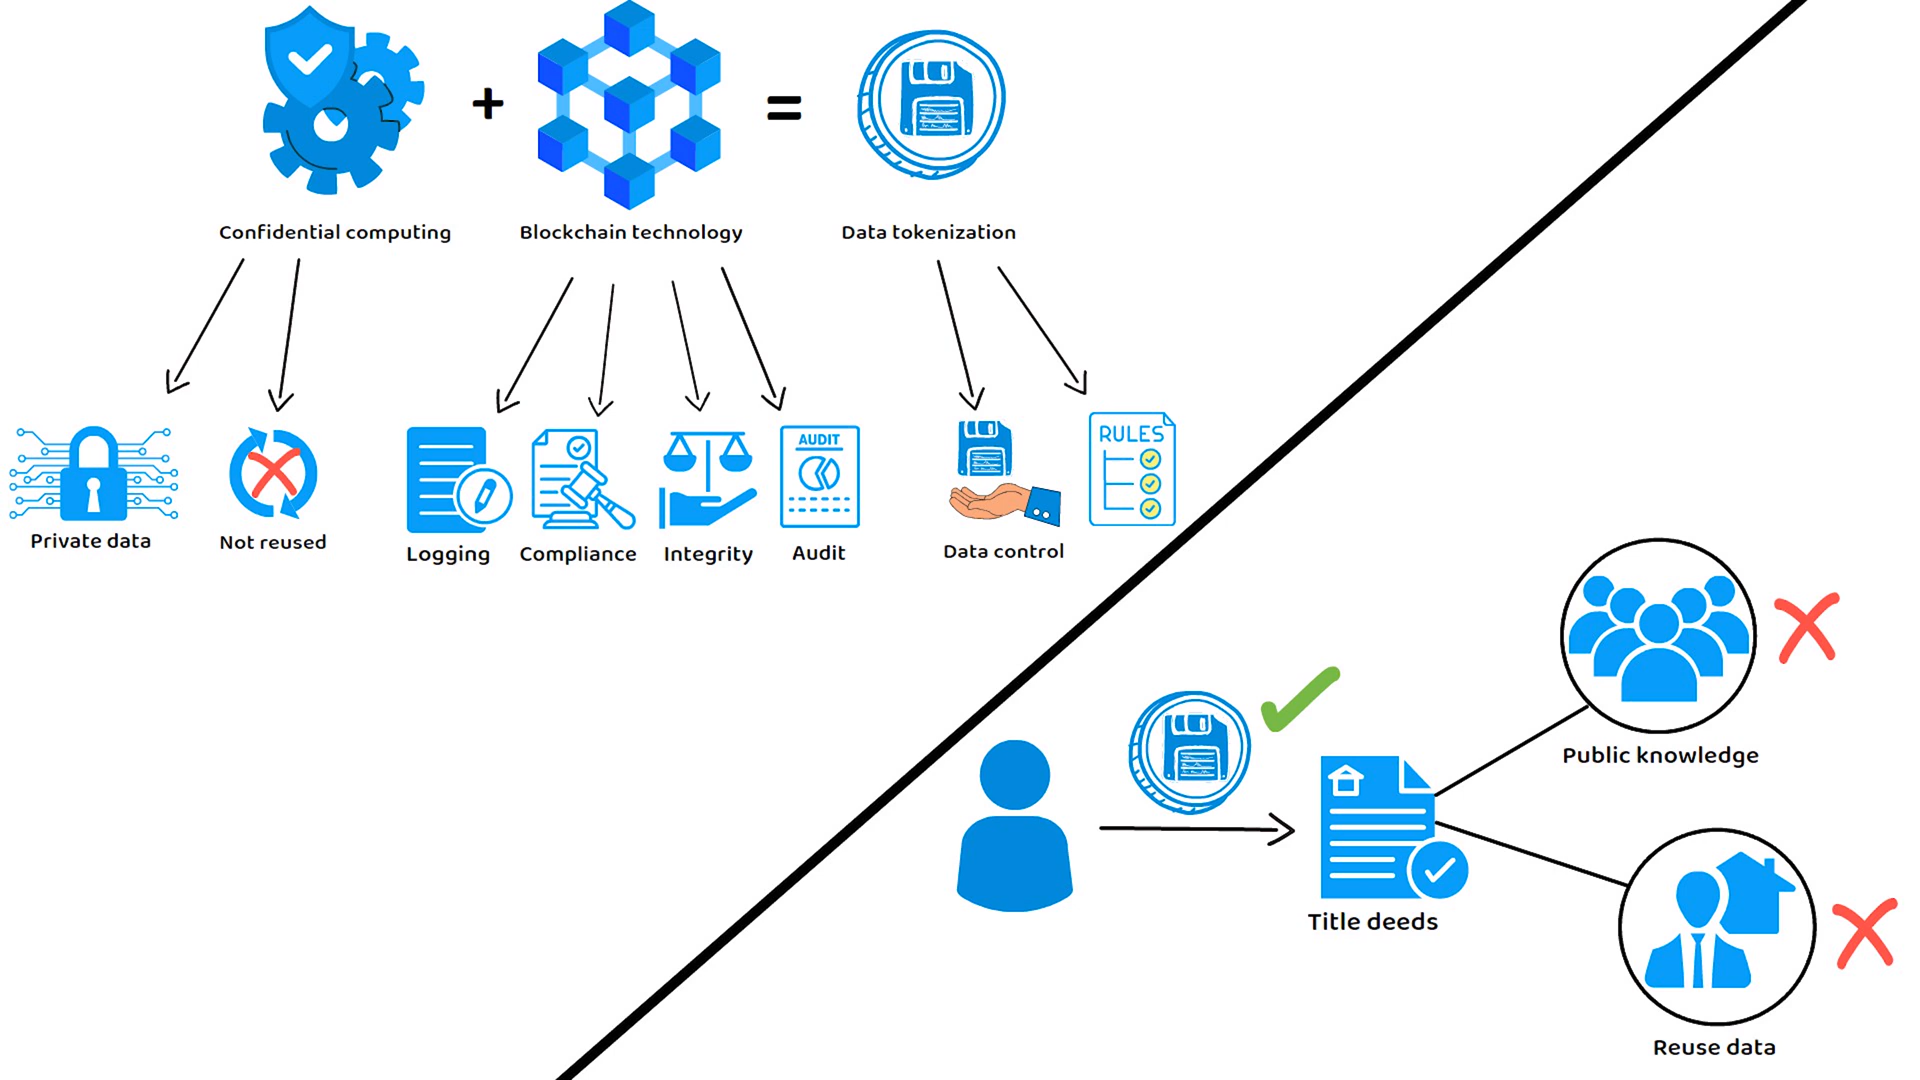 +
=
Confidential computing
Blockchain technology
Data tokenization
AUDIT
RULES
Private data
Not reused
Logging
Compliance
Integrity
Audit
Data control
Public knowledge
Title deeds
Reuse data